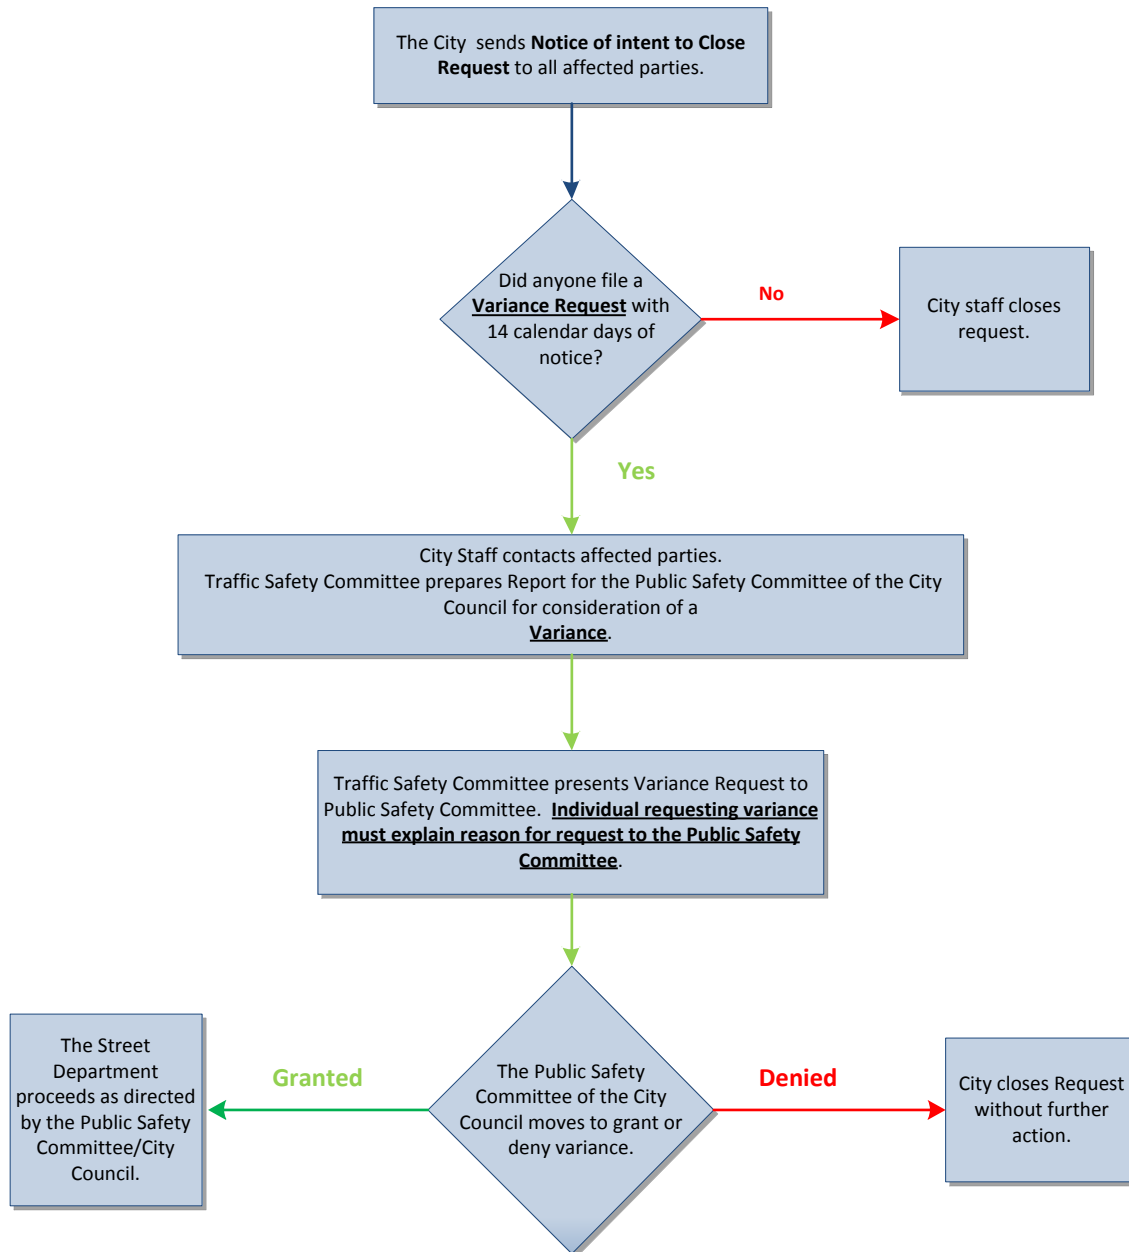 The City sends Notice of intent to Close
Request to all affected parties.
Did anyone file a
Variance Request with
14 calendar days of
notice?
No
City staff closes
request.
Yes
City Staff contacts affected parties.
Traffic Safety Committee prepares Report for the Public Safety Committee of the City
Council for consideration of a
Variance.
Traffic Safety Committee presents Variance Request to
Public Safety Committee. Individual requesting variance
must explain reason for request to the Public Safety
Committee.
The Street
Department
proceeds as directed
by the Public Safety
Committee/City
Council.
Granted
The Public Safety
Committee of the City
Council moves to grant or
deny variance.
Denied
City closes Request
without further
action.